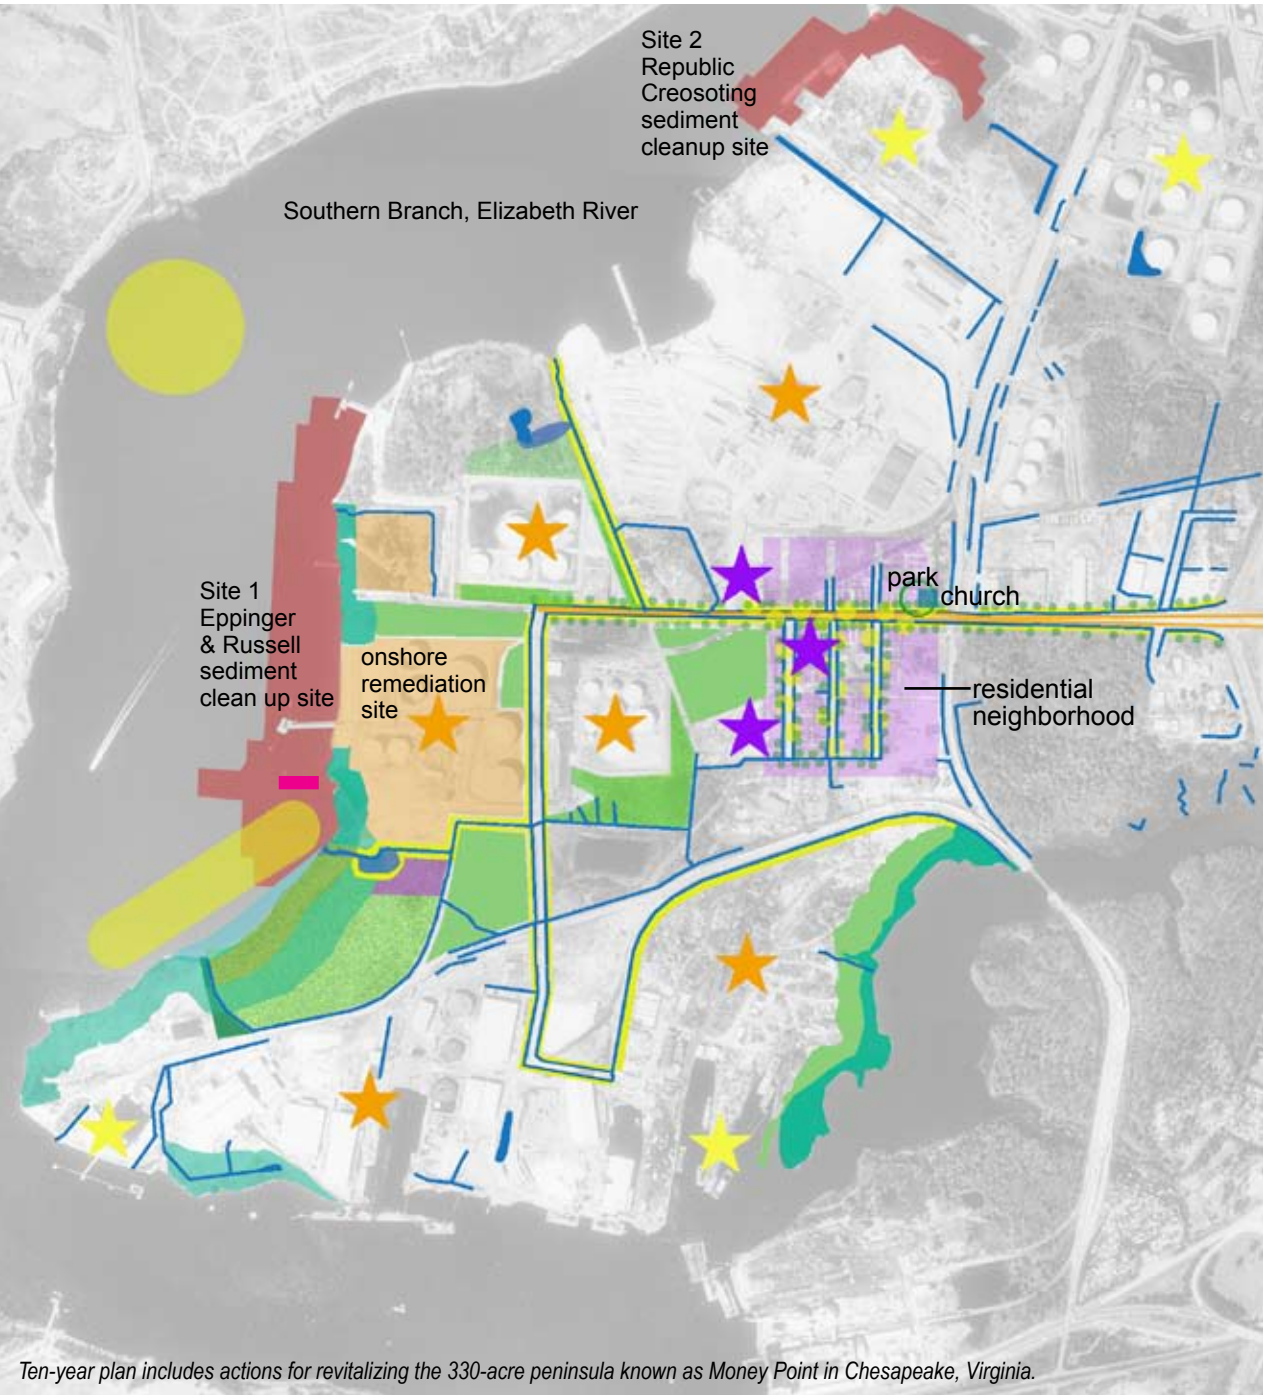 Site 2
Republic
Creosoting
sediment
cleanup site
Southern Branch, Elizabeth River
park
church
Site 1
Eppinger
& Russell
sediment
clean up site
onshore
remediation
site
residential
neighborhood
Ten-year plan includes actions for revitalizing the 330-acre peninsula known as Money Point in Chesapeake, Virginia.